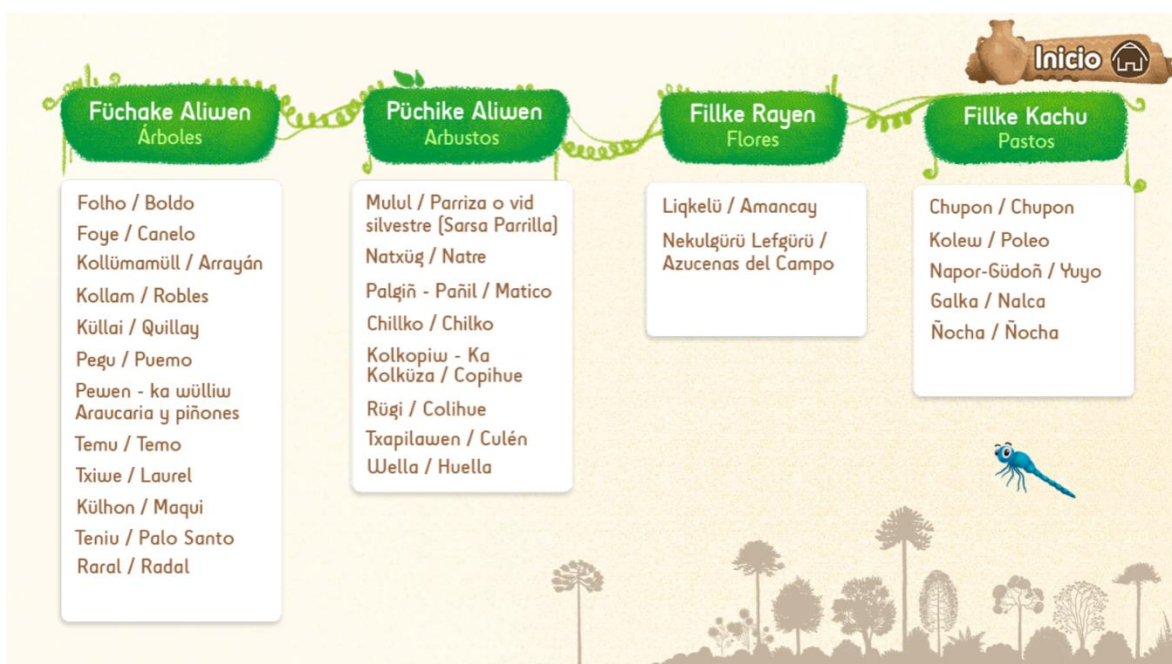 Inicio
Füchake Aliwen
Árboles
Folho / Boldo
Foye / Canelo
Kollümamüll / Arrayán
Kollam / Robles
Küllai / Quillay
Pegu / Puemo
Pewen - ka wülliw
Araucaria y piñones
Temu / Temo
Txiwe / Laurel
Külhon / Maqui
Teniu / Palo Santo
Raral / Radal
Püchike Aliwen
Arbustos
Mulul / Parriza o vid
silvestre (Sarsa Parrilla)
Natxüg / Natre
Palgiñ - Pañil / Matico
Chillko / Chilko
Kolkopiw - Ka
Kolküza / Copihue
Rügi / Colihue
Txapilawen / Culén
Wella / Huella
Fillke Rayen
Flores
Liqkelü / Amancay
Nekulgürü Lefgürü /
Azucenas del Campo
Fillke Kachu
Pastos
Chupon / Chupon
Kolew / Poleo
Napor-Güdoñ / Yuyo
Galka / Nalca
Ñocha / Ñocha